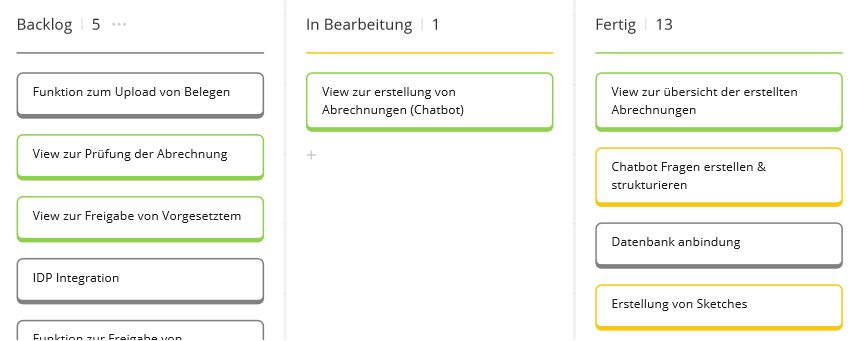 Backlog 5 ...
Funktion zum Upload von Belegen
View zur Prüfung der Abrechnung
View zur Freigabe von Vorgesetztem
IDP Integration
Funktion zur Freigabe von
In Bearbeitung 1
View zur erstellung von
Abrechnungen (Chatbot)
+
Fertig 13
View zur übersicht der erstellten
Abrechnungen
Chatbot Fragen erstellen &
strukturieren
Datenbank anbindung
Erstellung von Sketches